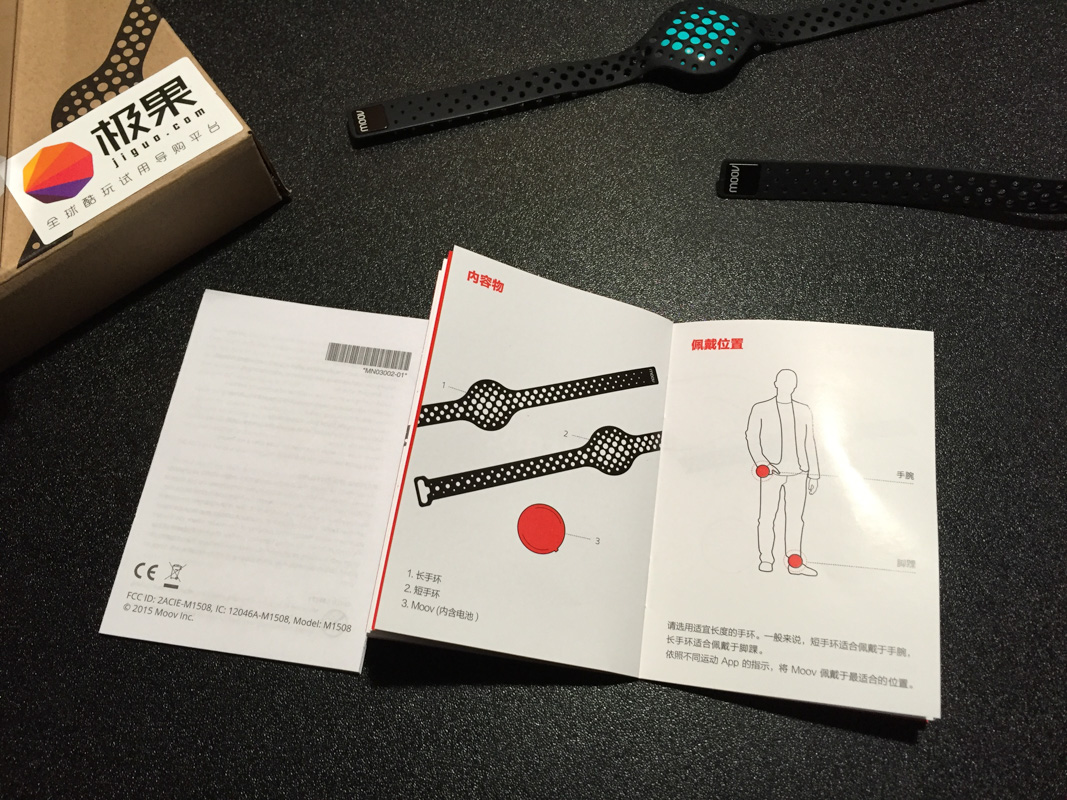 极果
jiguo.com
全球酷玩试用导购平台
moov
moov
*MN03002-01*
FCC ID: 2ACIE-M1508, IC: 12046A-M1508, Model: M1508
© 2015 Moov Inc.
内容物
moov
1
2
3
1. 长手环
2. 短手环
3. Moov (内含电池 )
佩戴位置
手腕
脚踝
请选用适宜长度的手环。一般来说，短手环适合佩戴于手腕，
长手环适合佩戴于脚踝。
依照不同运动 App 的指示，将 Moov 佩戴于最适合的位置。